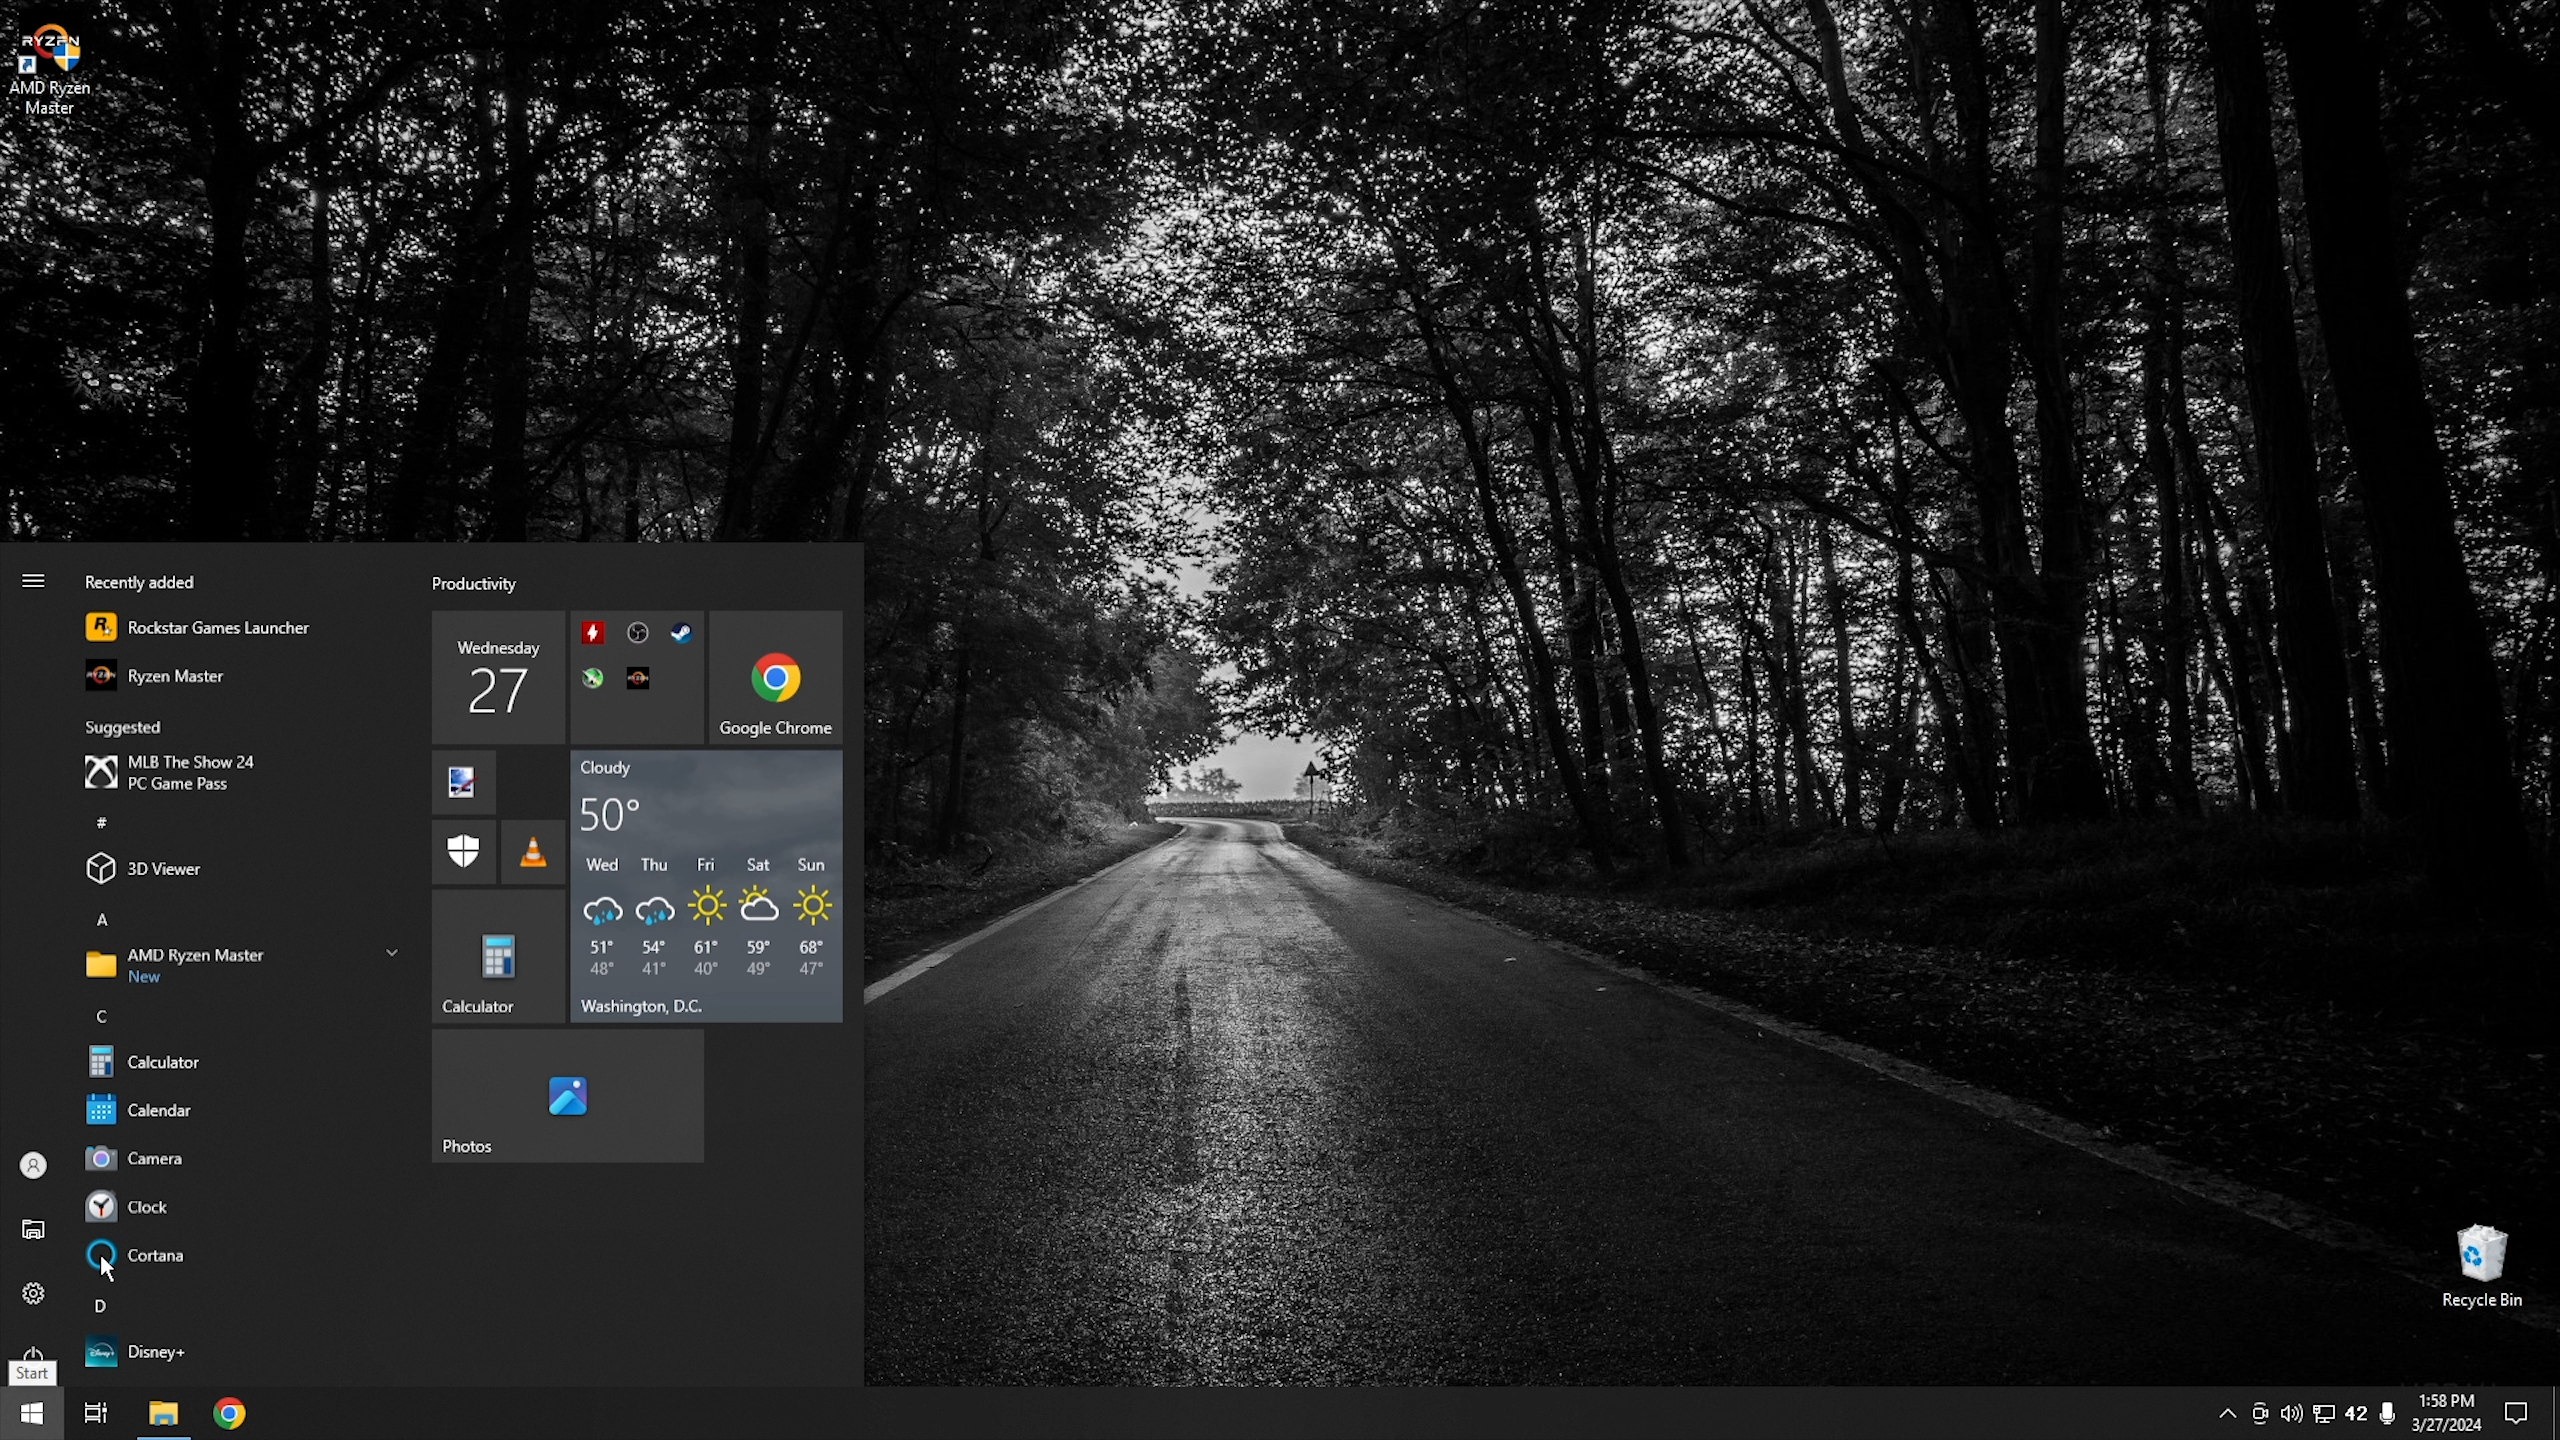 RYZEN
AMD Ryzen
Master
Recently added
Rockstar Games Launcher
Ryzen Master
Suggested
MLB The Show 24
PC Game Pass
#
3D Viewer
A
AMD Ryzen Master
New
C
Calculator
Calendar
Camera
Clock
Cortana
D
Disney+
Start
Productivity
Wednesday
27
Google Chrome
Cloudy
50°
Wed Thu Fri Sat Sun
51° 54° 61° 59° 68°
48° 41° 40° 49° 47°
Washington, D.C.
Calculator
Photos
Recycle Bin
42
1:58 PM
3/27/2024